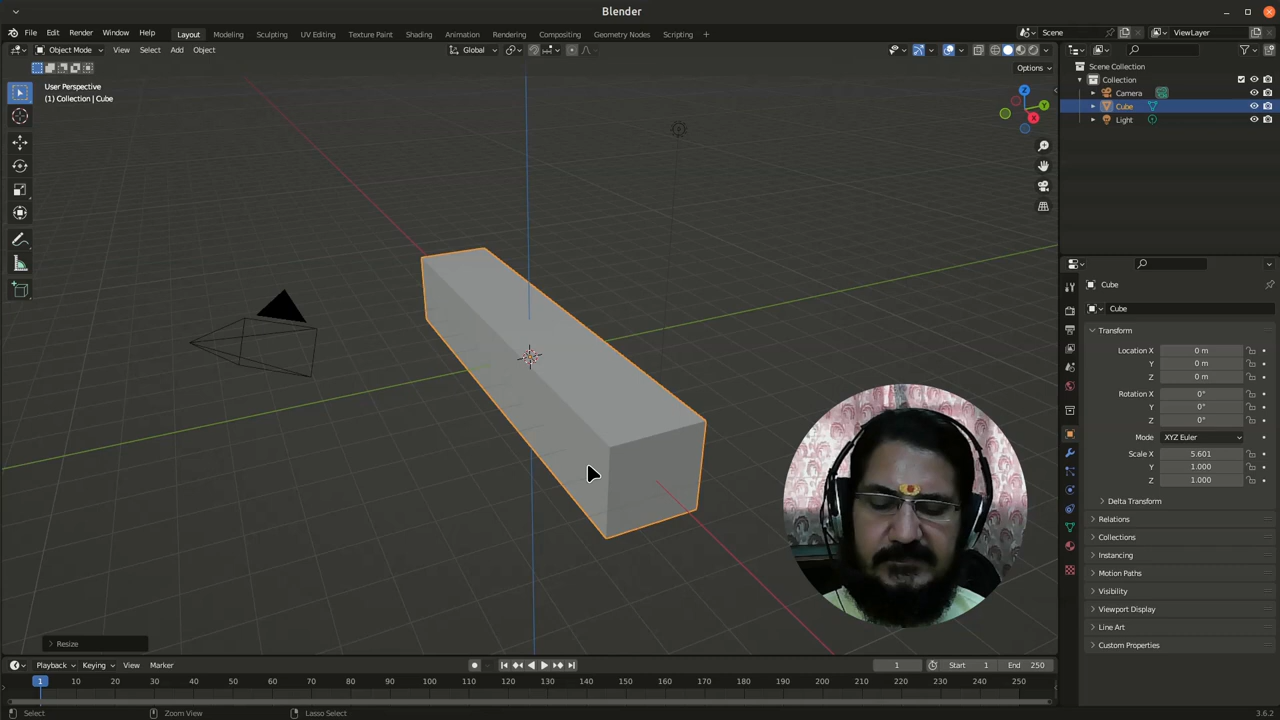 Blender
File Edit Render Window Help Layout Modeling Sculpting UV Editing Texture Paint Shading Animation Rendering Compositing Geometry Nodes Scripting + Scene ViewLayer
Object Mode View Select Add Object Global
Options
User Perspective
(1) Collection | Cube
Z
Y
X
Scene Collection
Collection
Camera
Cube
Light
Cube
Cube
Transform
Location X 0 m
Y 0 m
Z 0 m
Rotation X 0°
Y 0°
Z 0°
Mode XYZ Euler
Scale X 5.601
Y 1.000
Z 1.000
Delta Transform
Relations
Collections
Instancing
Motion Paths
Visibility
Viewport Display
Line Art
Custom Properties
Resize
Playback Keying View Marker 1 Start 1 End 250
1 10 20 30 40 50 60 70 80 90 100 110 120 130 140 150 160 170 180 190 200 210 220 230 240 250
Select Zoom View Lasso Select 3.6.2